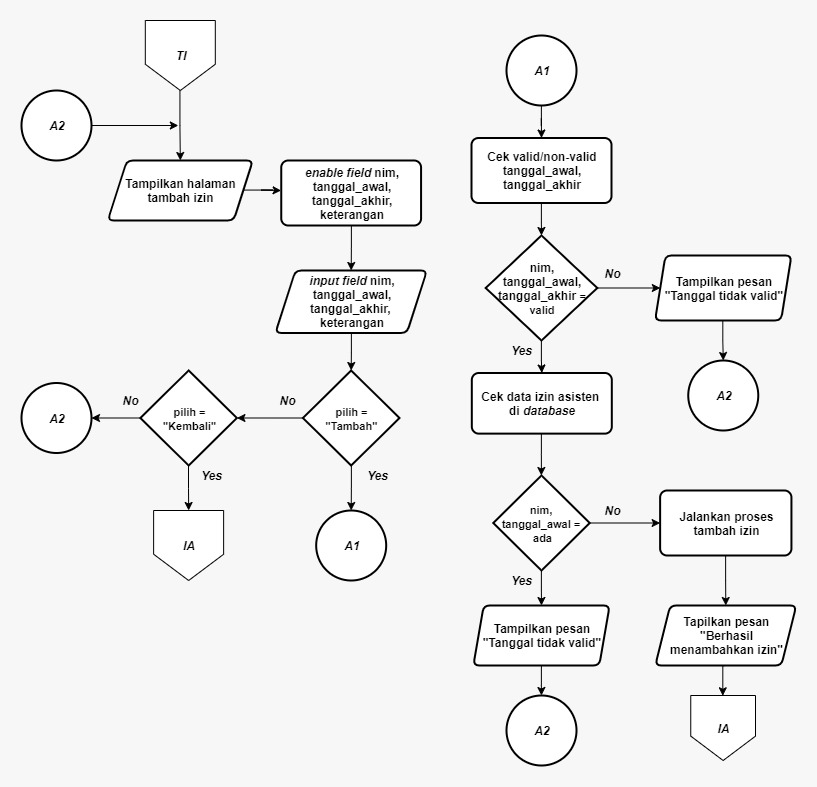 TI
A2
Tampilkan halaman
tambah izin
enable field nim,
tanggal_awal,
tanggal_akhir,
keterangan
input field nim,
tanggal_awal,
tanggal_akhir,
keterangan
pilih =
"Tambah"
No
Yes
pilih =
"Kembali"
No
Yes
A2
IA
A1
A1
Cek valid/non-valid
tanggal_awal,
tanggal_akhir
nim,
tanggal_awal,
tanggal_akhir =
valid
No
Tampilkan pesan
"Tanggal tidak valid"
A2
Yes
Cek data izin asisten
di database
nim,
tanggal_awal =
ada
No
Jalankan proses
tambah izin
Yes
Tampilkan pesan
"Tanggal tidak valid"
A2
Tapilkan pesan
"Berhasil
menambahkan izin"
IA